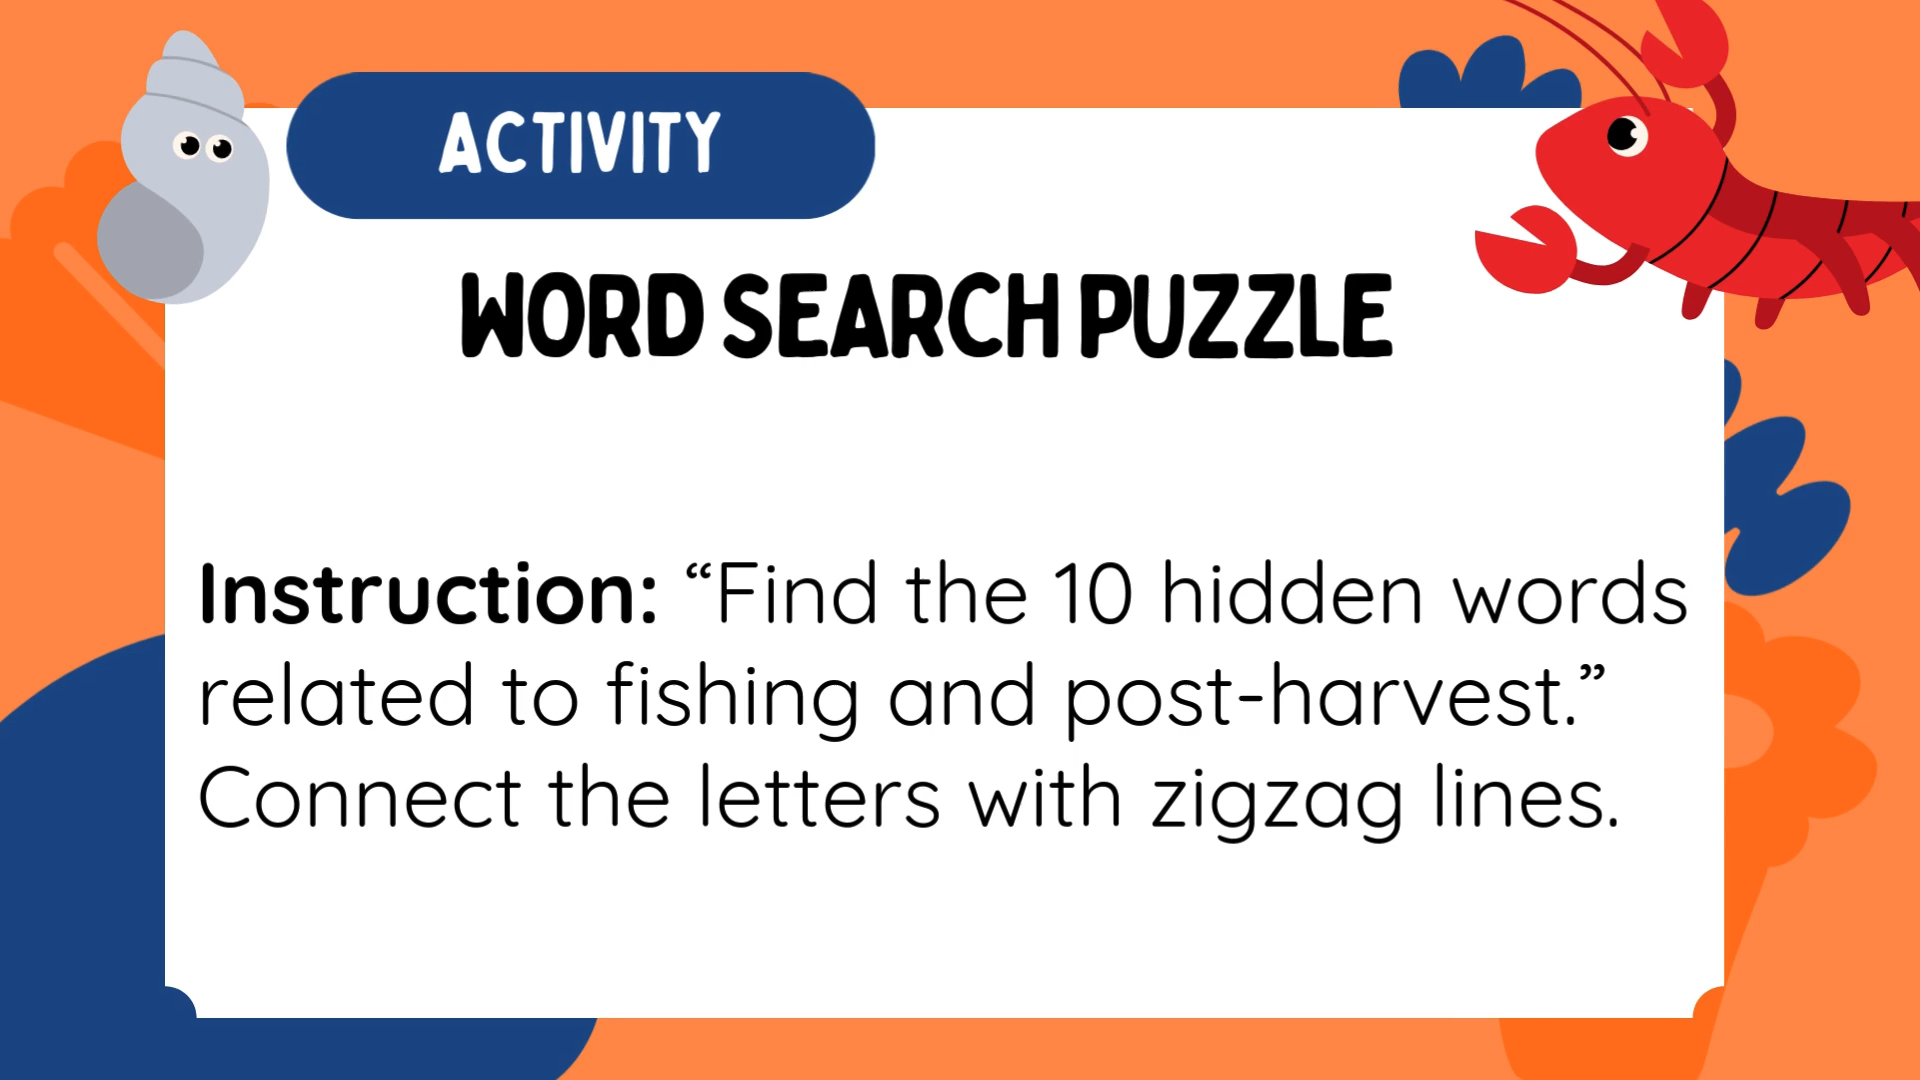 ACTIVITY
WORD SEARCH PUZZLE
Instruction: “Find the 10 hidden words
related to fishing and post-harvest.”
Connect the letters with zigzag lines.